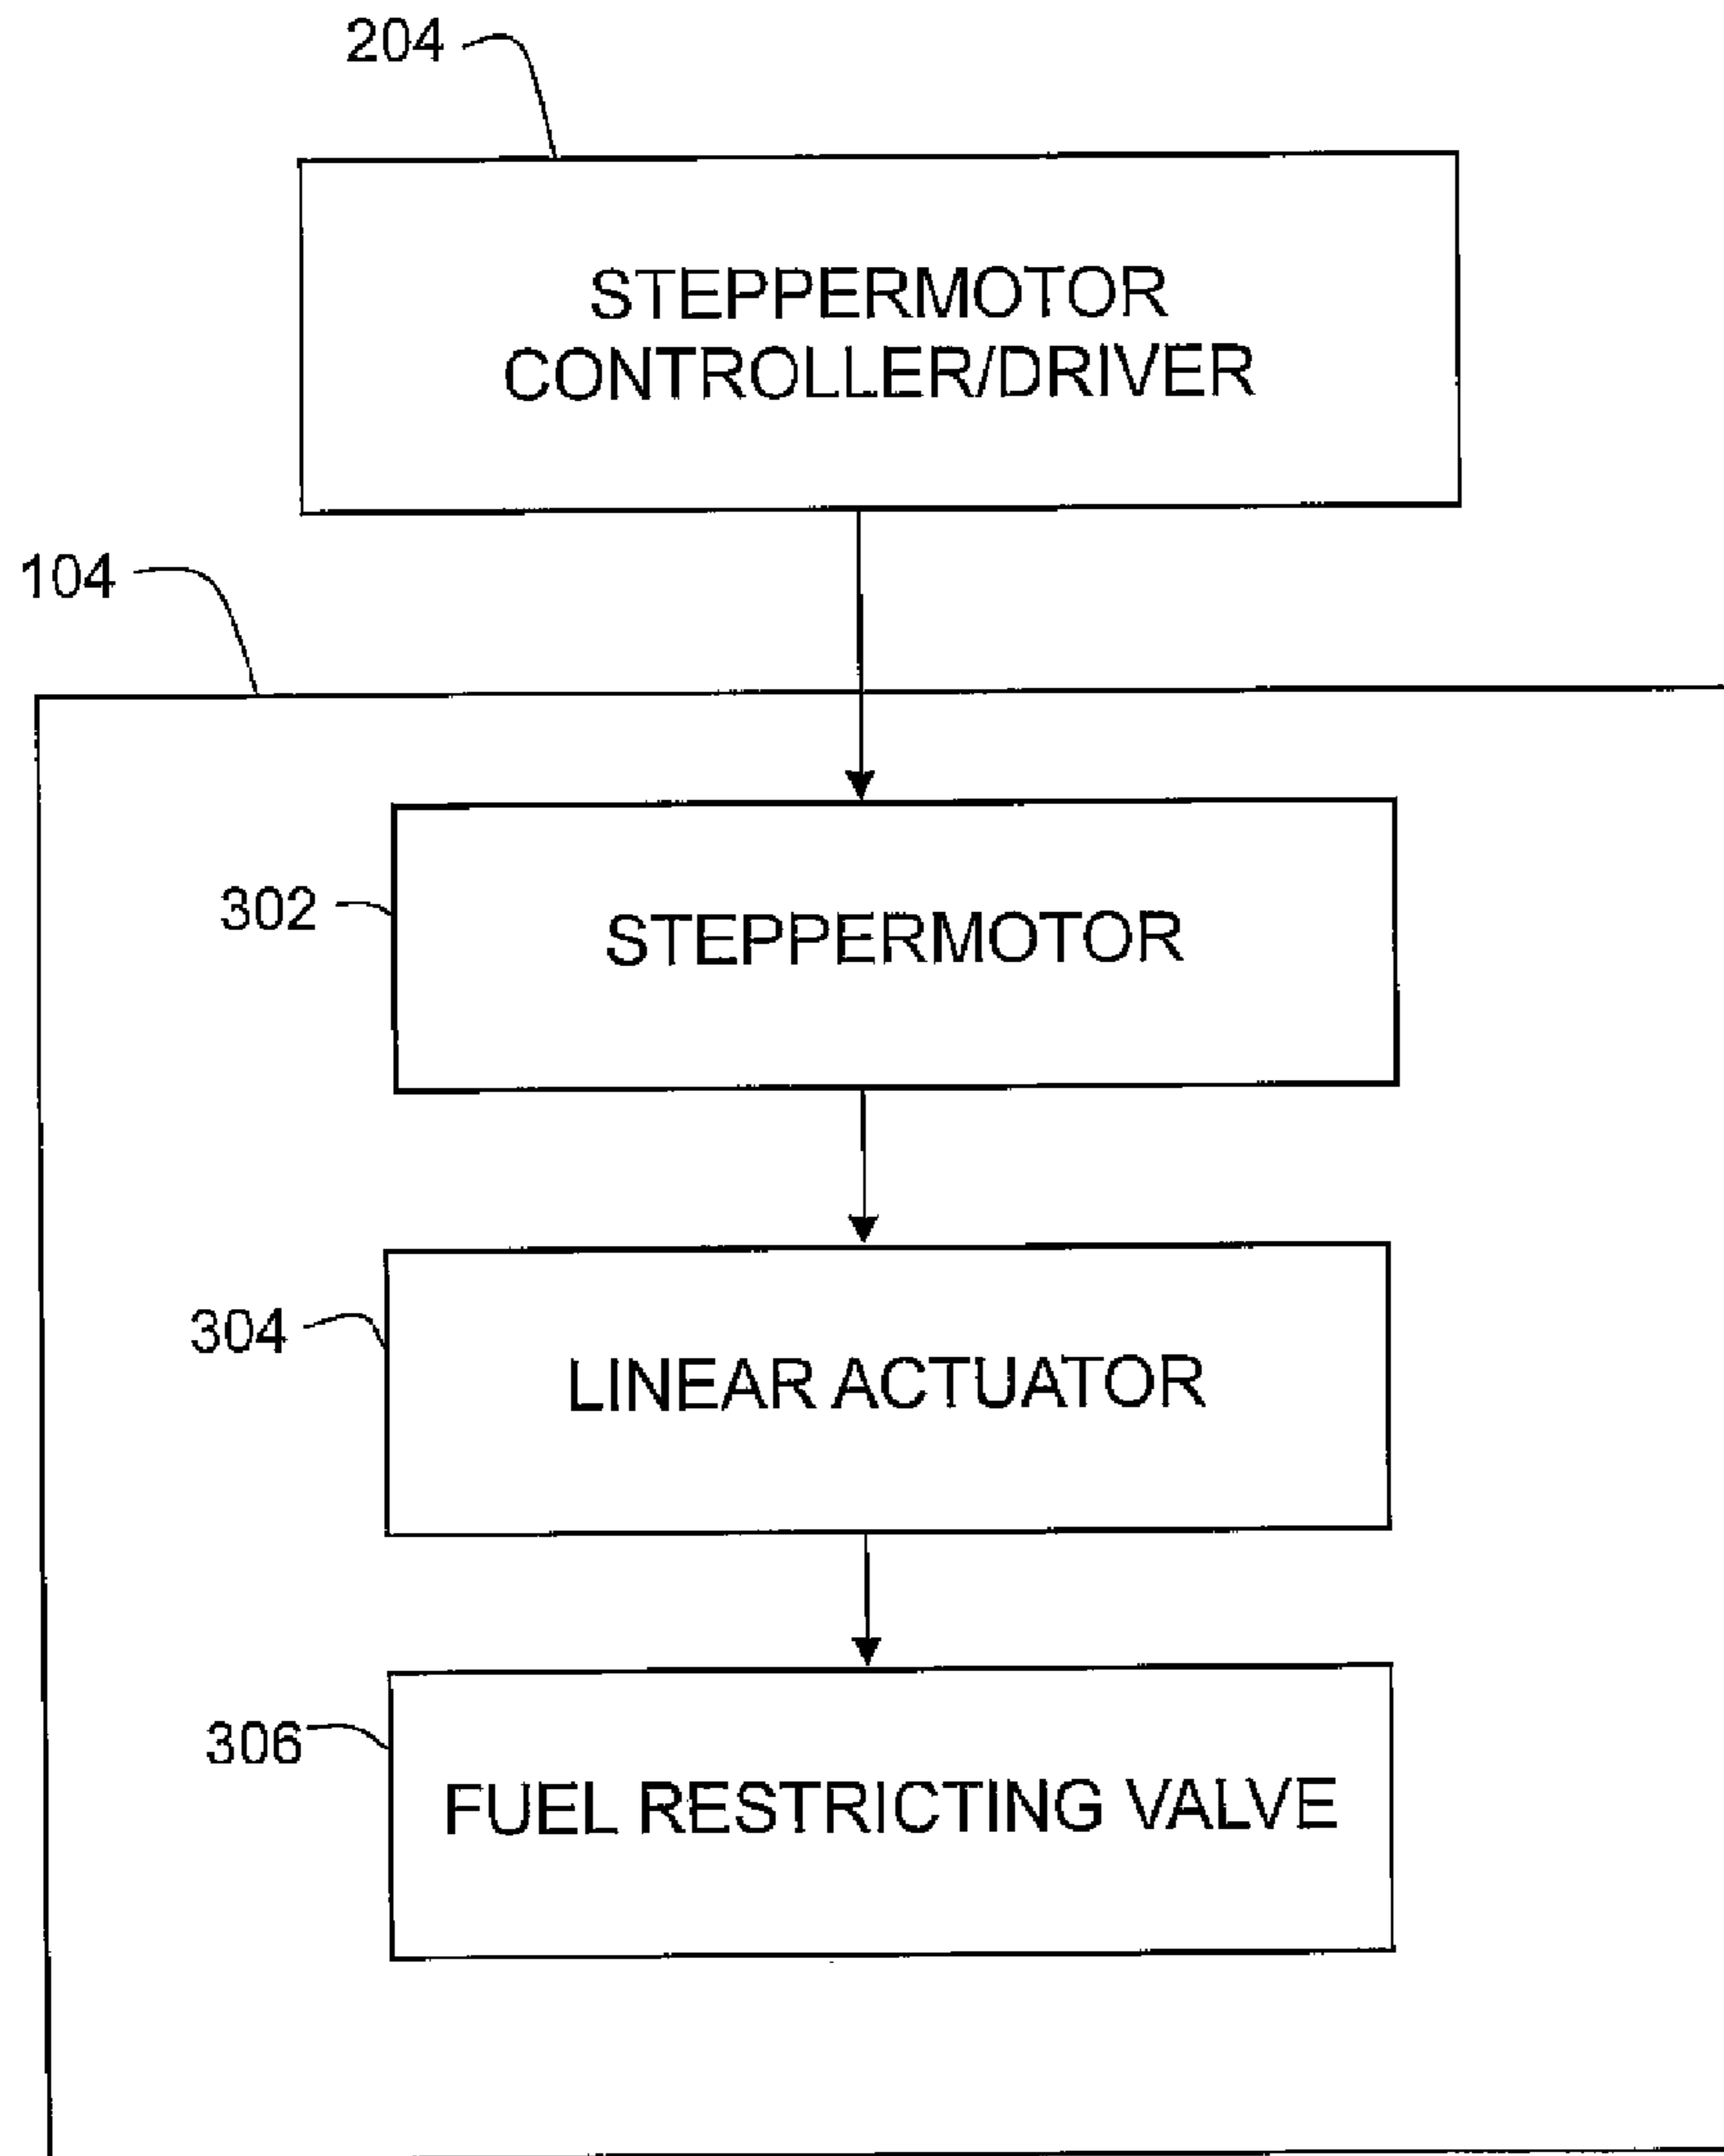 204
STEPPERMOTOR
CONTROLLER/DRIVER
104
302
STEPPERMOTOR
304
LINEAR ACTUATOR
306
FUEL RESTRICTING VALVE